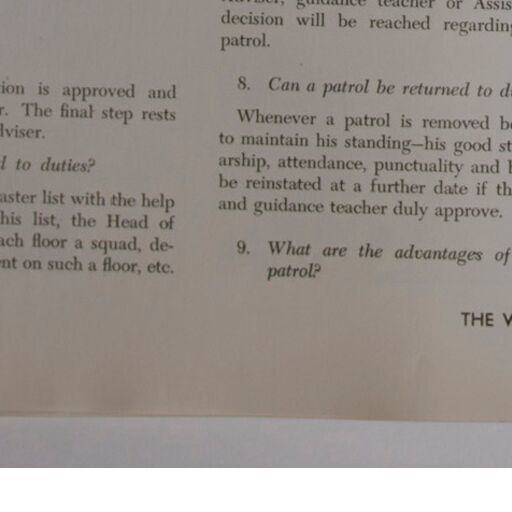 ion is approved and
r. The final step rests
lviser.
l to duties?
aster list with the help
his list, the Head of
ach floor a squad, de-
ent on such a floor, etc.
guidance teacher or Assis
decision will be reached regarding
patrol.
8. Can a patrol be returned to d
Whenever a patrol is removed b
to maintain his standing—his good st
arship, attendance, punctuality and
be reinstated at a further date if th
and guidance teacher duly approve.
9. What are the advantages of
patrol?
THE